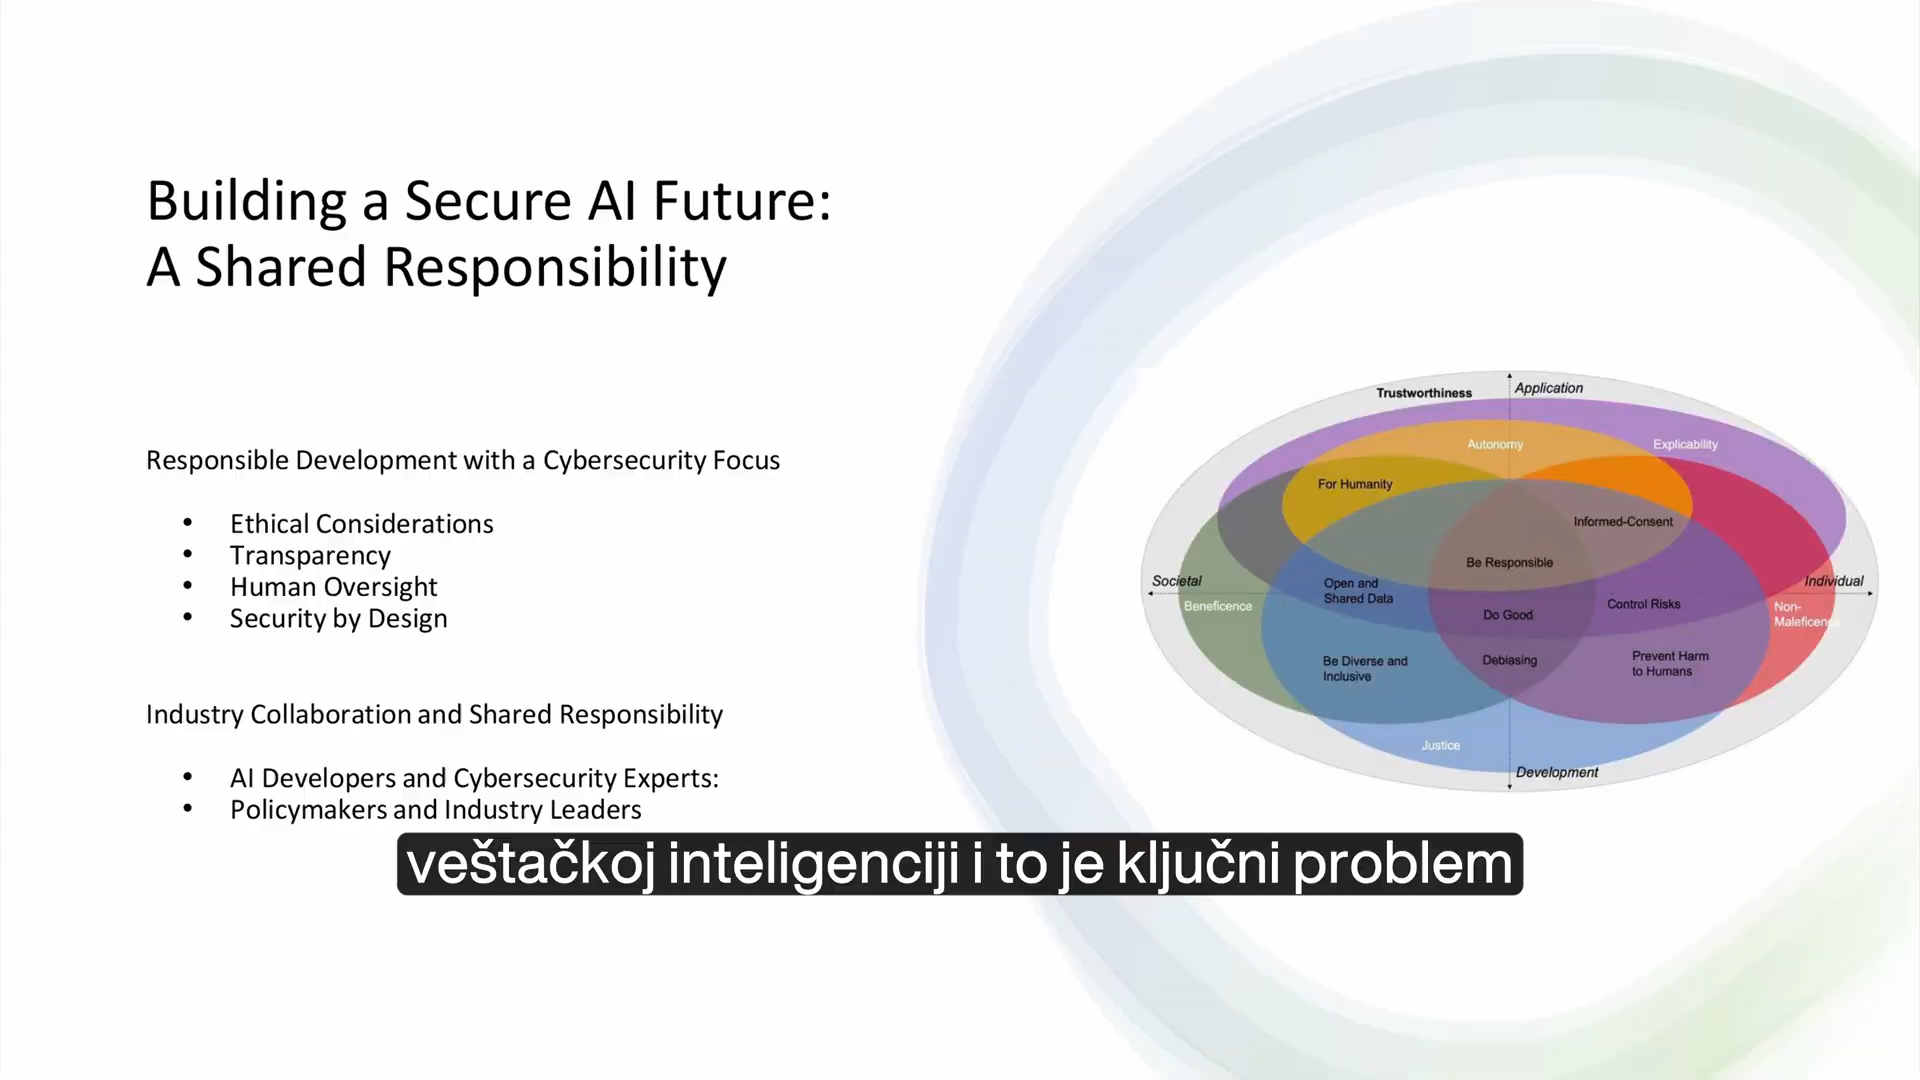 Building a Secure AI Future:
A Shared Responsibility
Responsible Development with a Cybersecurity Focus
• Ethical Considerations
• Transparency
• Human Oversight
• Security by Design
Industry Collaboration and Shared Responsibility
• AI Developers and Cybersecurity Experts:
• Policymakers and Industry Leaders
Trustworthiness
Application
Autonomy
Explicability
For Humanity
Informed-Consent
Be Responsible
Societal
Individual
Open and
Shared Data
Beneficence
Do Good
Control Risks
Non-
Maleficenc
Be Diverse and
Inclusive
Debiasing
Prevent Harm
to Humans
Justice
Development
veštačkoj inteligenciji i to je ključni problem